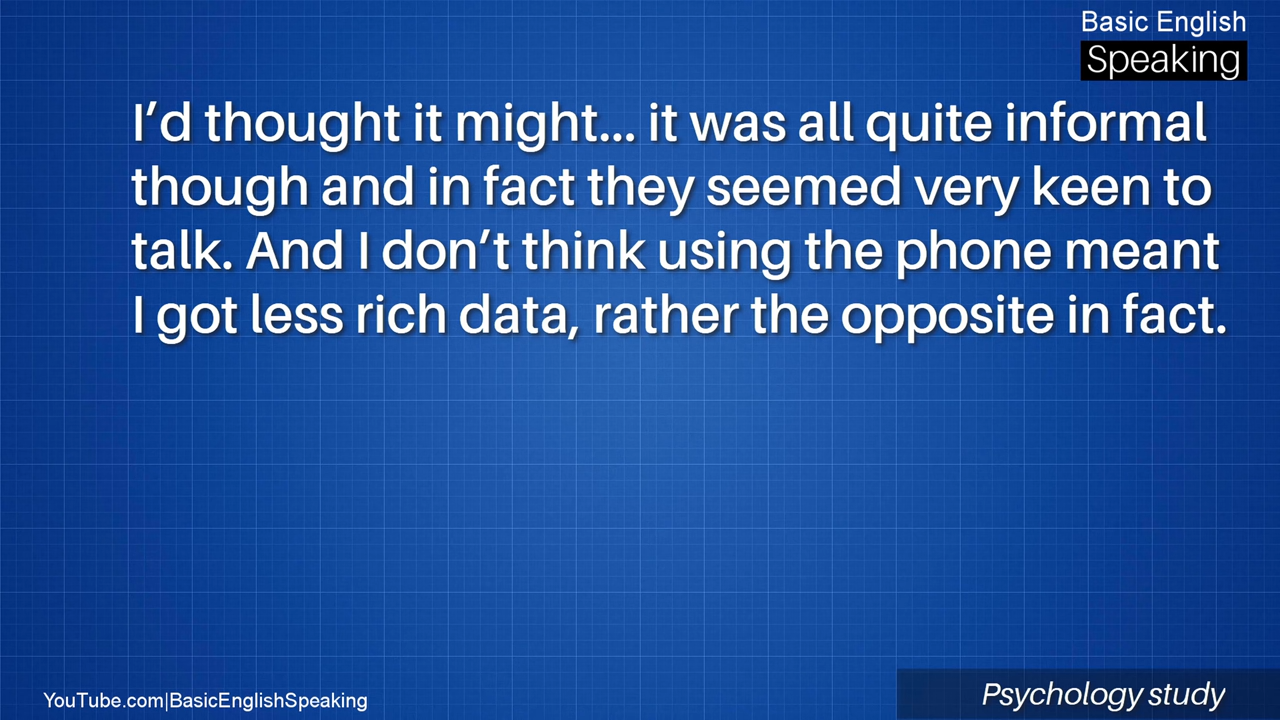 Basic English
Speaking
I’d thought it might... it was all quite informal
though and in fact they seemed very keen to
talk. And I don’t think using the phone meant
I got less rich data, rather the opposite in fact.
YouTube.com|BasicEnglishSpeaking
Psychology study